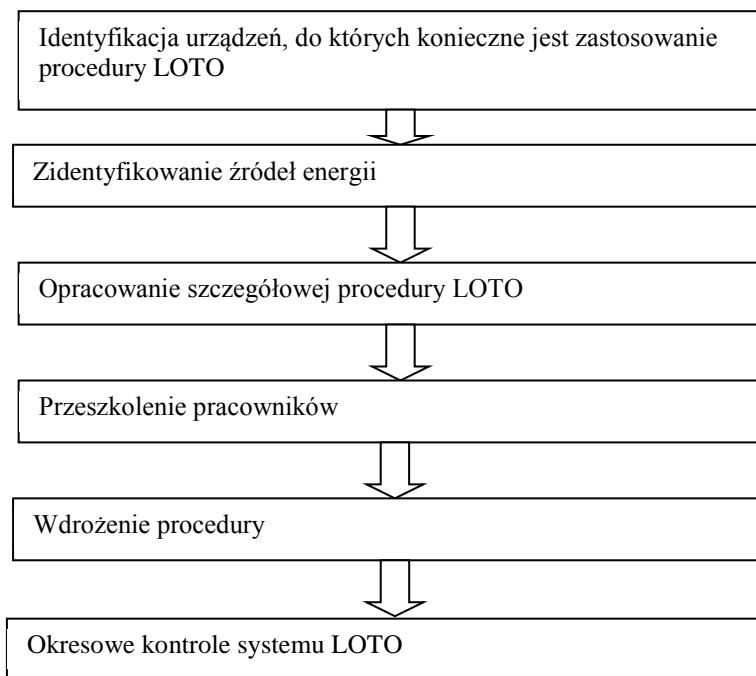 Identyfikacja urządzeń, do których konieczne jest zastosowanie
procedury LOTO
Zidentyfikowanie źródeł energii
Opracowanie szczegółowej procedury LOTO
Przeszkolenie pracowników
Wdrożenie procedury
Okresowe kontrole systemu LOTO